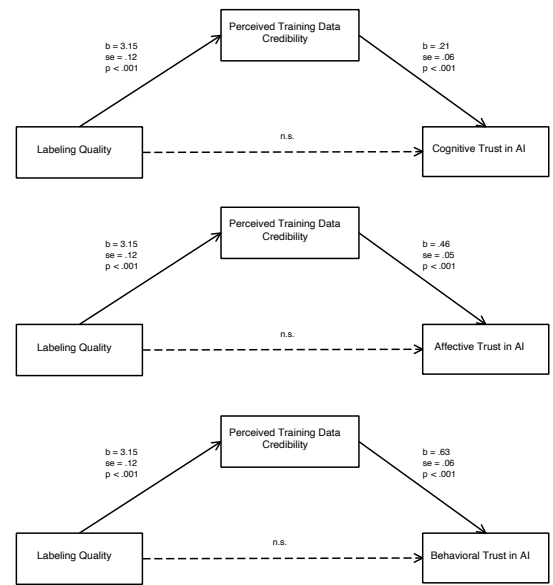 Perceived Training Data
Credibility
b = 3.15
se = .12
p < .001
b = .21
se = .06
p < .001
Labeling Quality
n.s.
Cognitive Trust in AI
Perceived Training Data
Credibility
b = 3.15
se = .12
p < .001
b = .46
se = .05
p < .001
Labeling Quality
n.s.
Affective Trust in AI
Perceived Training Data
Credibility
b = 3.15
se = .12
p < .001
b = .63
se = .06
p < .001
Labeling Quality
n.s.
Behavioral Trust in AI